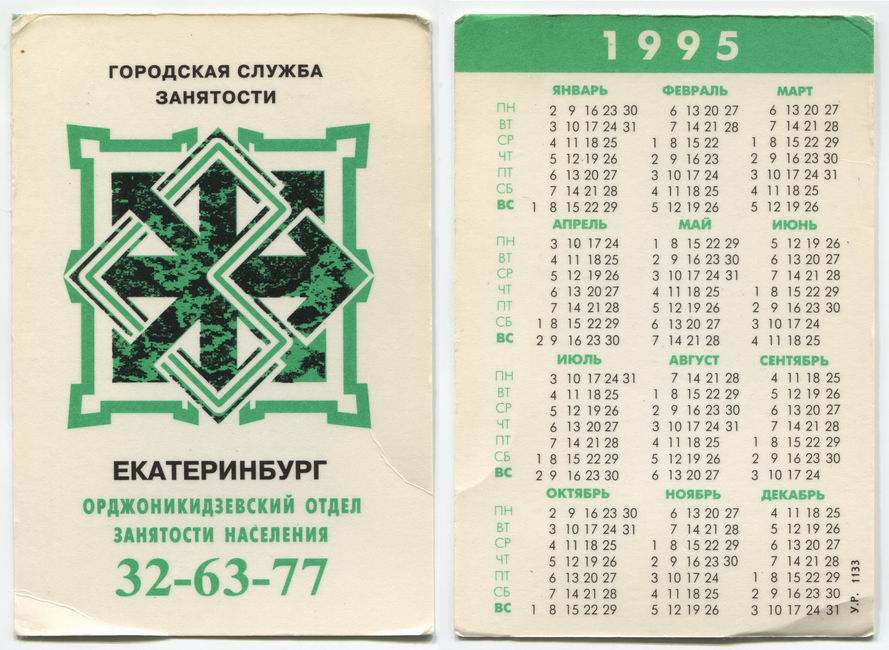 ГОРОДСКАЯ СЛУЖБА
ЗАНЯТОСТИ
ЕКАТЕРИНБУРГ
ОРДЖОНИКИДЗЕВСКИЙ ОТДЕЛ
ЗАНЯТОСТИ НАСЕЛЕНИЯ
32-63-77
1995
ЯНВАРЬ ФЕВРАЛЬ МАРТ
ПН 2 9 16 23 30 6 13 20 27 6 13 20 27
ВТ 3 10 17 24 31 7 14 21 28 7 14 21 28
СР 4 11 18 25 1 8 15 22 1 8 15 22 29
ЧТ 5 12 19 26 2 9 16 23 2 9 16 23 30
ПТ 6 13 20 27 3 10 17 24 3 10 17 24 31
СБ 7 14 21 28 4 11 18 25 4 11 18 25
ВС 1 8 15 22 29 5 12 19 26 5 12 19 26
АПРЕЛЬ МАЙ ИЮНЬ
ПН 3 10 17 24 1 8 15 22 29 5 12 19 26
ВТ 4 11 18 25 2 9 16 23 30 6 13 20 27
СР 5 12 19 26 3 10 17 24 31 7 14 21 28
ЧТ 6 13 20 27 4 11 18 25 1 8 15 22 29
ПТ 7 14 21 28 5 12 19 26 2 9 16 23 30
СБ 1 8 15 22 29 6 13 20 27 3 10 17 24
ВС 2 9 16 23 30 7 14 21 28 4 11 18 25
ИЮЛЬ АВГУСТ СЕНТЯБРЬ
ПН 3 10 17 24 31 7 14 21 28 4 11 18 25
ВТ 4 11 18 25 1 8 15 22 29 5 12 19 26
СР 5 12 19 26 2 9 16 23 30 6 13 20 27
ЧТ 6 13 20 27 3 10 17 24 31 7 14 21 28
ПТ 7 14 21 28 4 11 18 25 1 8 15 22 29
СБ 1 8 15 22 29 5 12 19 26 2 9 16 23 30
ВС 2 9 16 23 30 6 13 20 27 3 10 17 24
ОКТЯБРЬ НОЯБРЬ ДЕКАБРЬ
ПН 2 9 16 23 30 6 13 20 27 4 11 18 25
ВТ 3 10 17 24 31 7 14 21 28 5 12 19 26
СР 4 11 18 25 1 8 15 22 29 6 13 20 27
ЧТ 5 12 19 26 2 9 16 23 30 7 14 21 28
ПТ 6 13 20 27 3 10 17 24 1 8 15 22 29
СБ 7 14 21 28 4 11 18 25 2 9 16 23 30
ВС 1 8 15 22 29 5 12 19 26 3 10 17 24 31
У.Р. 1133